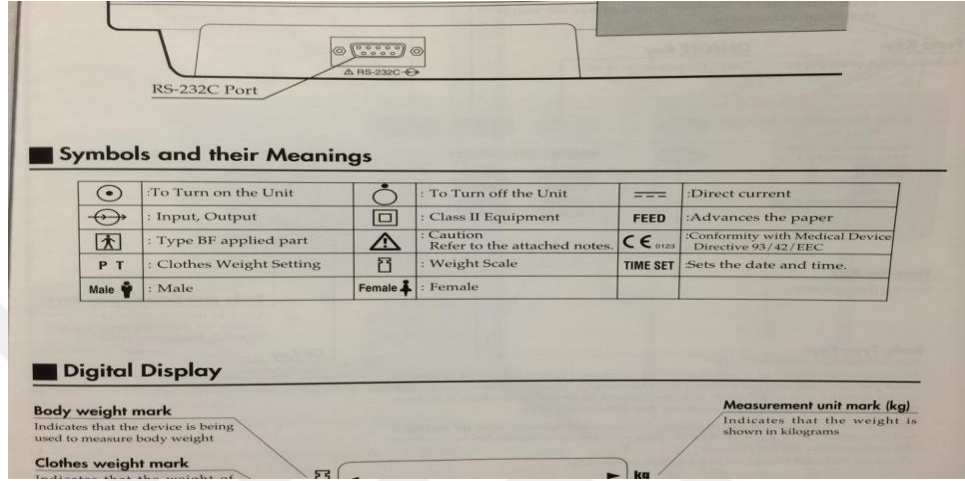 ⚠ RS-232C
RS-232C Port
Symbols and their Meanings
:To Turn on the Unit
: To Turn off the Unit
:Direct current
: Input, Output
: Class II Equipment
FEED :Advances the paper
: Type BF applied part
: Caution
Refer to the attached notes.
CE 0123 :Conformity with Medical Device
Directive 93/42/EEC
P T : Clothes Weight Setting
: Weight Scale
TIME SET :Sets the date and time.
Male : Male
Female : Female
Digital Display
Body weight mark
Indicates that the device is being
used to measure body weight
Measurement unit mark (kg)
Indicates that the weight is
shown in kilograms
Clothes weight mark
Indicates that the weight of
kg